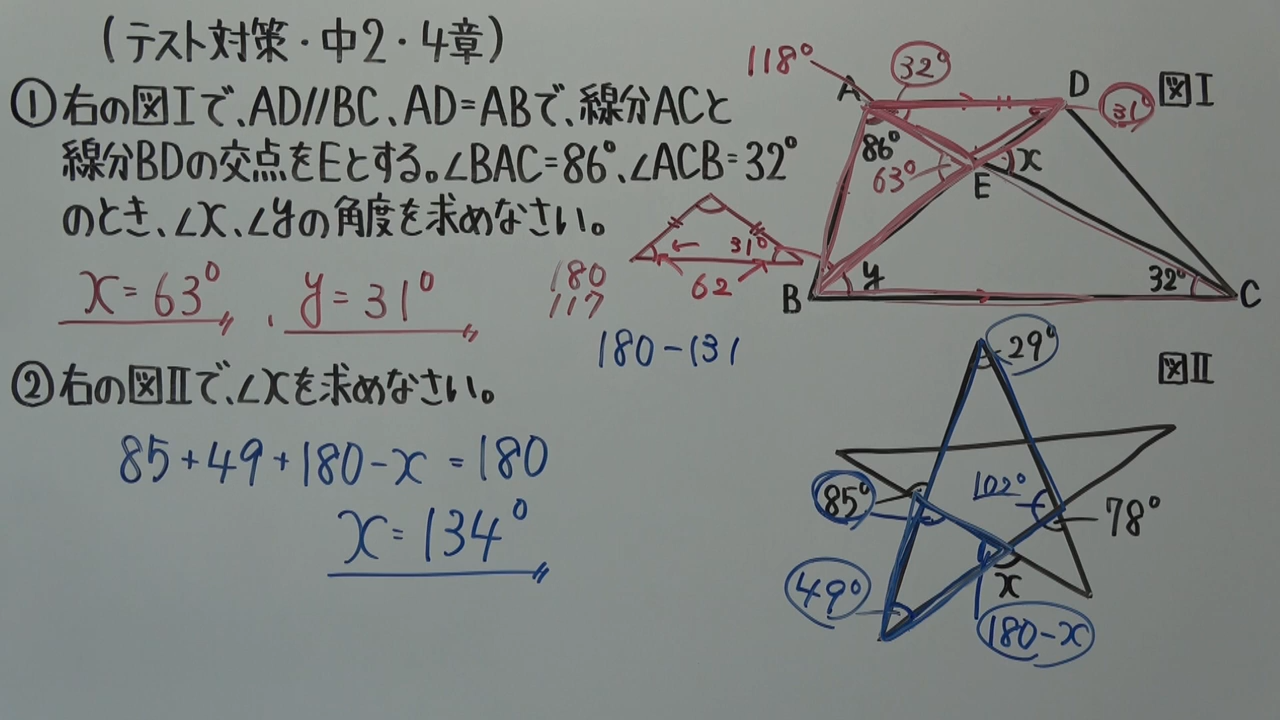 (テスト対策・中2・4章)
①右の図Ⅰで、AD//BC、AD=ABで、線分ACと
線分BDの交点をEとする。∠BAC=86°、∠ACB=32°
のとき、∠x、∠yの角度を求めなさい。
x=63°, y=31°
180
117
31°
62
118°
A
32°
D
31°
図Ⅰ
86°
63°
E
x
B
y
32°
C
180-131
②右の図Ⅱで、∠xを求めなさい。
85+49+180-x=180
x=134°
29°
図Ⅱ
85°
102°
78°
49°
x
180-x